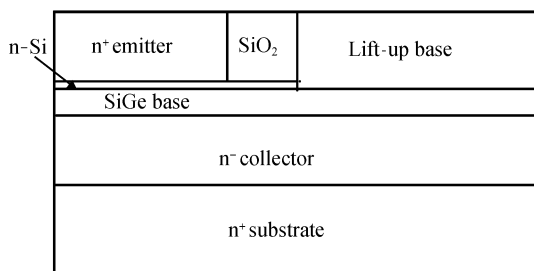 n-Si
n⁺ emitter
SiO₂
Lift-up base
SiGe base
n⁻ collector
n⁺ substrate